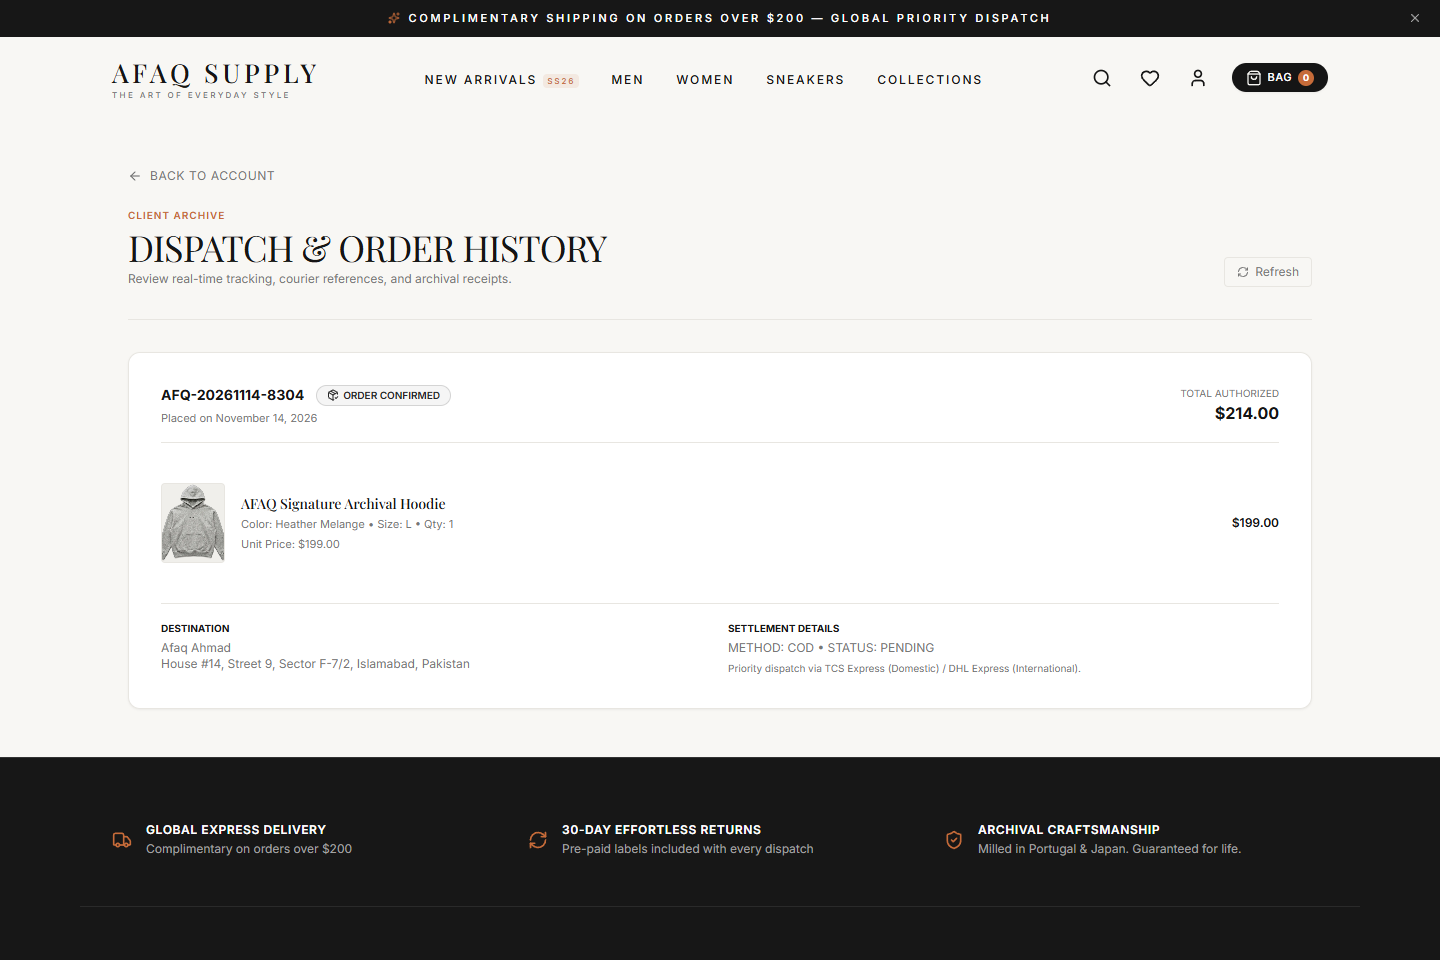 COMPLIMENTARY SHIPPING ON ORDERS OVER $200 — GLOBAL PRIORITY DISPATCH
AFAQ SUPPLY
THE ART OF EVERYDAY STYLE
NEW ARRIVALS SS26 MEN WOMEN SNEAKERS COLLECTIONS
BAG 0
BACK TO ACCOUNT
CLIENT ARCHIVE
DISPATCH & ORDER HISTORY
Review real-time tracking, courier references, and archival receipts.
Refresh
AFQ-20261114-8304 ORDER CONFIRMED
Placed on November 14, 2026
TOTAL AUTHORIZED
$214.00
AFAQ Signature Archival Hoodie
Color: Heather Melange • Size: L • Qty: 1
Unit Price: $199.00
$199.00
DESTINATION
Afaq Ahmad
House #14, Street 9, Sector F-7/2, Islamabad, Pakistan
SETTLEMENT DETAILS
METHOD: COD • STATUS: PENDING
Priority dispatch via TCS Express (Domestic) / DHL Express (International).
GLOBAL EXPRESS DELIVERY
Complimentary on orders over $200
30-DAY EFFORTLESS RETURNS
Pre-paid labels included with every dispatch
ARCHIVAL CRAFTSMANSHIP
Milled in Portugal & Japan. Guaranteed for life.